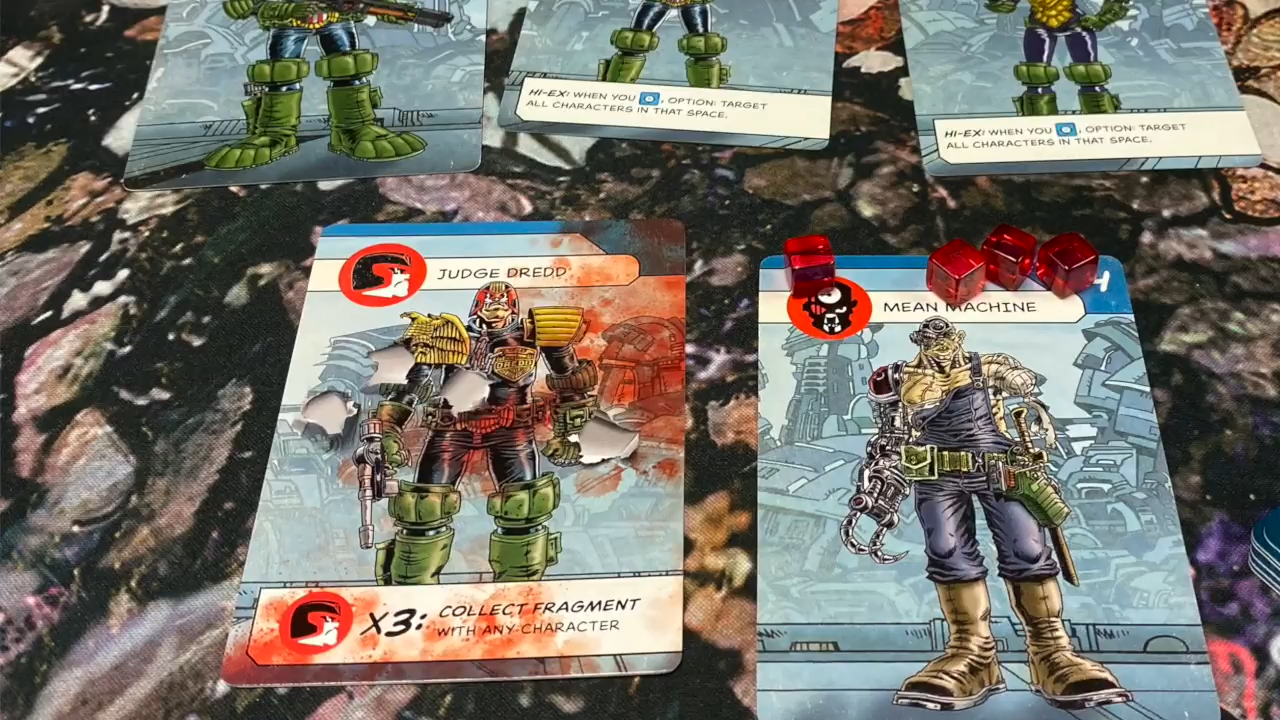 HI-EX: WHEN YOU , OPTION: TARGET
ALL CHARACTERS IN THAT SPACE.
HI-EX: WHEN YOU , OPTION: TARGET
ALL CHARACTERS IN THAT SPACE.
JUDGE DREDD
4
MEAN MACHINE
X3: COLLECT FRAGMENT
WITH ANY CHARACTER